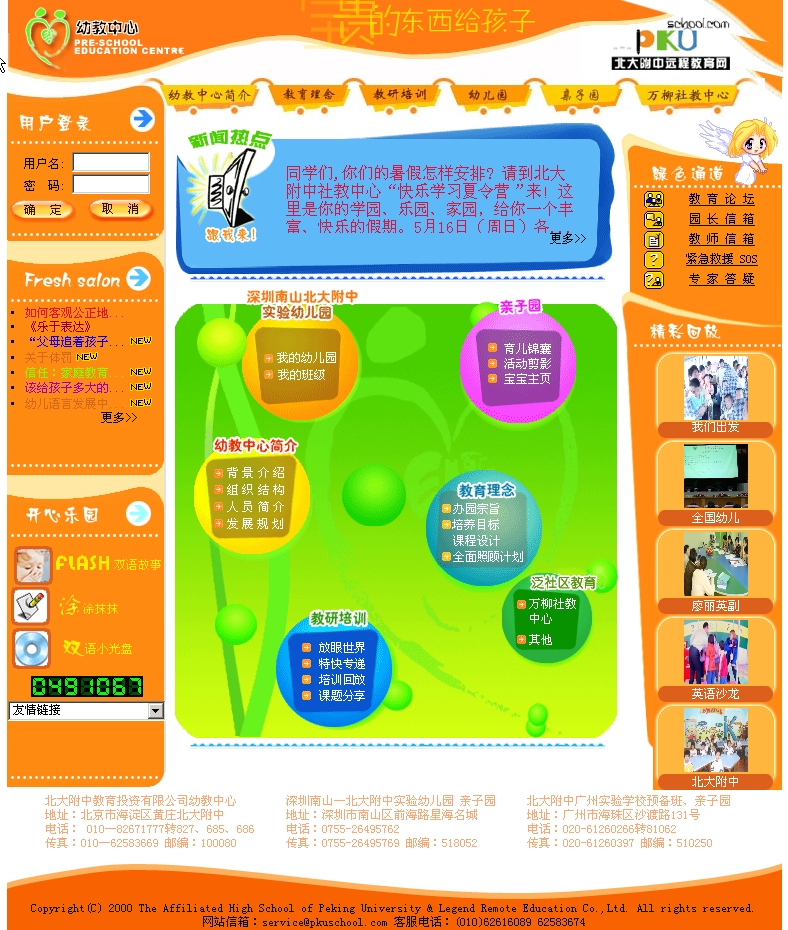 宝贵的东西给孩子
幼教中心
PRE-SCHOOL
EDUCATION CENTRE
school.com
PKU
北大附中远程教育网
幼教中心简介
教育理念
教研培训
幼儿园
亲子园
万柳社教中心
用户登录
用户名:
密 码:
确 定
取 消
新闻热点
跟我来!
同学们,你们的暑假怎样安排?请到北大
附中社教中心“快乐学习夏令营 ”来! 这
里是你的学园、乐园、家园, 给你一个丰
富、快乐的假期。5月16日（周日）各...
更多>>
绿色通道
教 育 论 坛
园 长 信 箱
教 师 信 箱
紧急救援 SOS
专 家 答 疑
Fresh salon
如何客观公正地...
《乐于表达》
“父母追着孩子... NEW
关于体罚 NEW
信任：家庭教育... NEW
该给孩子多大的... NEW
幼儿语言发展中... NEW
更多>>
深圳南山北大附中
实验幼儿园
我的幼儿园
我的班级
亲子园
育儿锦囊
活动剪影
宝宝主页
幼教中心简介
背 景 介 绍
组 织 结 构
人 员 简 介
发 展 规 划
教育理念
办园宗旨
培养目标
课程设计
全面照顾计划
泛社区教育
万柳社教
中心
其他
教研培训
放眼世界
特快专递
培训回放
课题分享
精彩回放
我们出发
全国幼儿
廖丽英副
英语沙龙
北大附中
开心乐园
FLASH 双语故事
涂涂抹抹
双语小光盘
0491067
友情链接
北大附中教育投资有限公司幼教中心
地址：北京市海淀区黄庄北大附中
电话： 010—82671777转827、685、686
传真：010—62583669 邮编：100080
深圳南山一北大附中实验幼儿园 亲子园
地址：深圳市南山区前海路星海名城
电话：0755-26495762
传真：0755-26495769 邮编：518052
北大附中广州实验学校预备班、亲子园
地址：广州市海珠区沙渡路131号
电话：020-61260266转81062
传真：020-61260397 邮编：510250
Copyright(C) 2000 The Affiliated High School of Peking University & Legend Remote Education Co.,Ltd. All rights reserved.
网站信箱：service@pkuschool.com 客服电话：(010)62616089 62583674